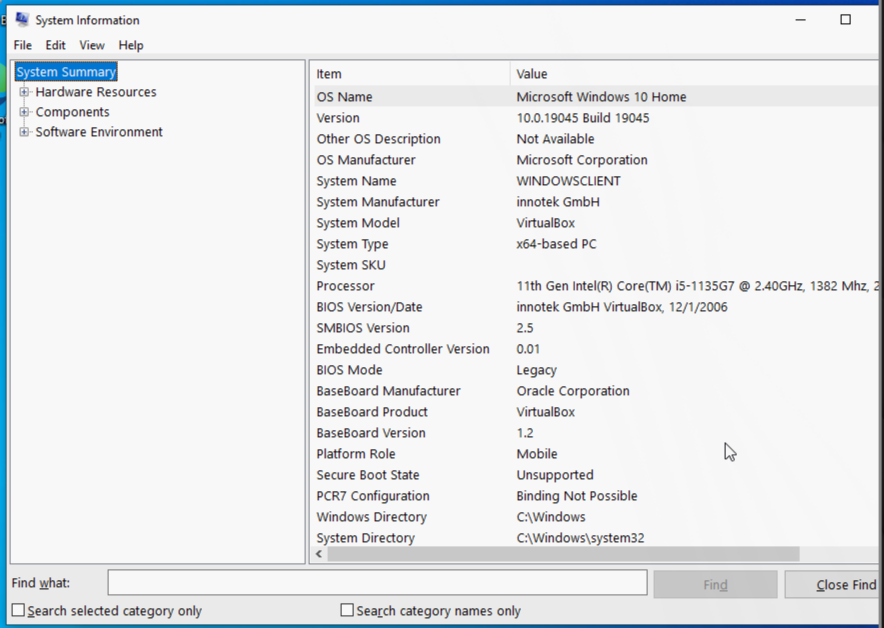 System Information
File Edit View Help
System Summary
Hardware Resources
Components
Software Environment
Item Value
OS Name Microsoft Windows 10 Home
Version 10.0.19045 Build 19045
Other OS Description Not Available
OS Manufacturer Microsoft Corporation
System Name WINDOWSCLIENT
System Manufacturer innotek GmbH
System Model VirtualBox
System Type x64-based PC
System SKU
Processor 11th Gen Intel(R) Core(TM) i5-1135G7 @ 2.40GHz, 1382 Mhz, 2
BIOS Version/Date innotek GmbH VirtualBox, 12/1/2006
SMBIOS Version 2.5
Embedded Controller Version 0.01
BIOS Mode Legacy
BaseBoard Manufacturer Oracle Corporation
BaseBoard Product VirtualBox
BaseBoard Version 1.2
Platform Role Mobile
Secure Boot State Unsupported
PCR7 Configuration Binding Not Possible
Windows Directory C:\Windows
System Directory C:\Windows\system32
Find what: Find Close Find
Search selected category only Search category names only